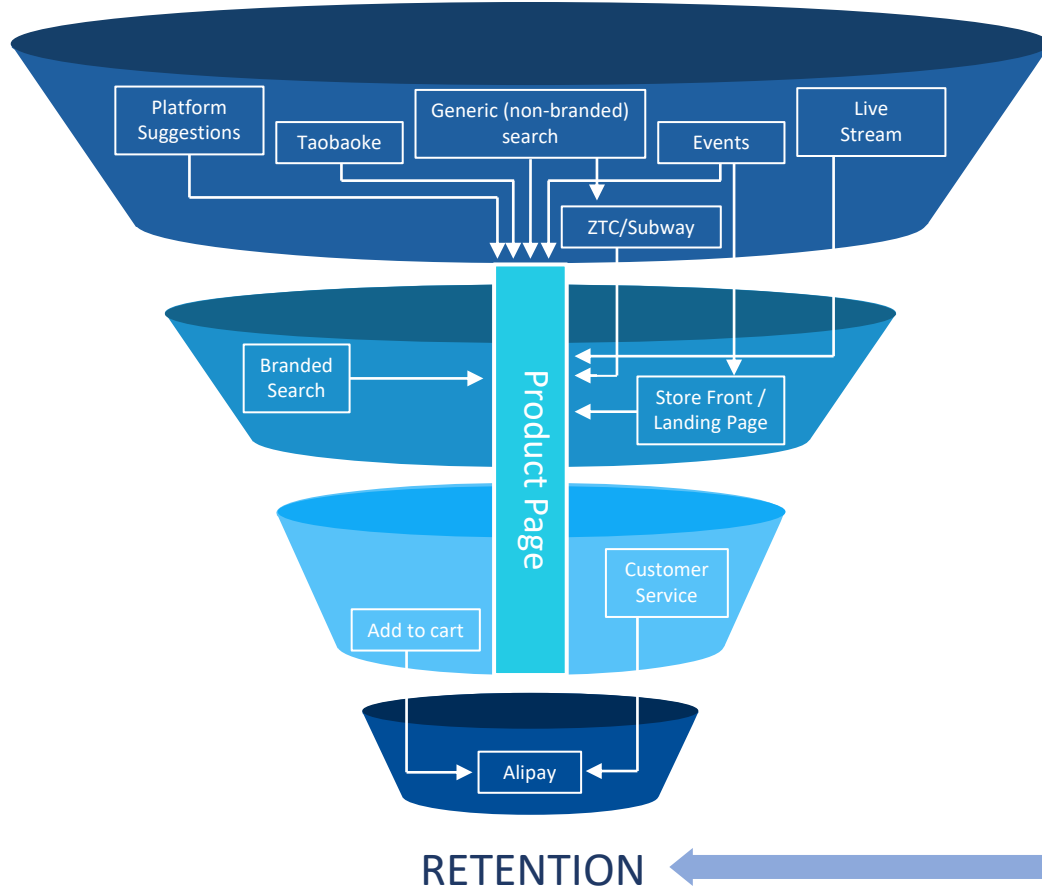 Platform
Suggestions
Taobaoke
Generic (non-branded)
search
Events
Live
Stream
ZTC/Subway
Branded
Search
Product Page
Store Front /
Landing Page
Customer
Service
Add to cart
Alipay
RETENTION